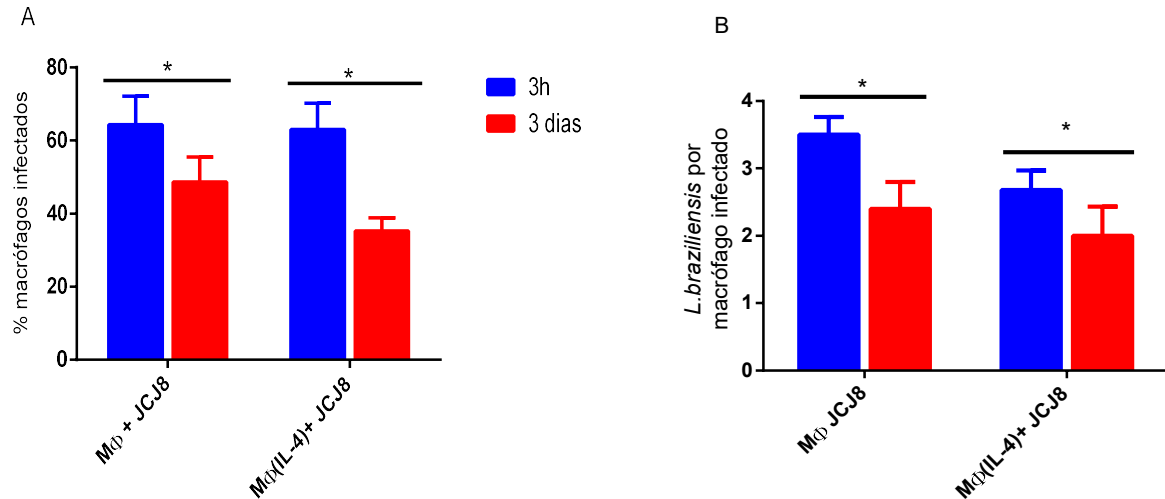 A
% macrófagos infectados
80
60
40
20
0
*
*
MΦ + JCJ8
MΦ(IL-4)+ JCJ8
3h
3 dias
B
L.braziliensis por
macrófago infectado
4
3
2
1
0
*
*
MΦ JCJ8
MΦ(IL-4)+ JCJ8